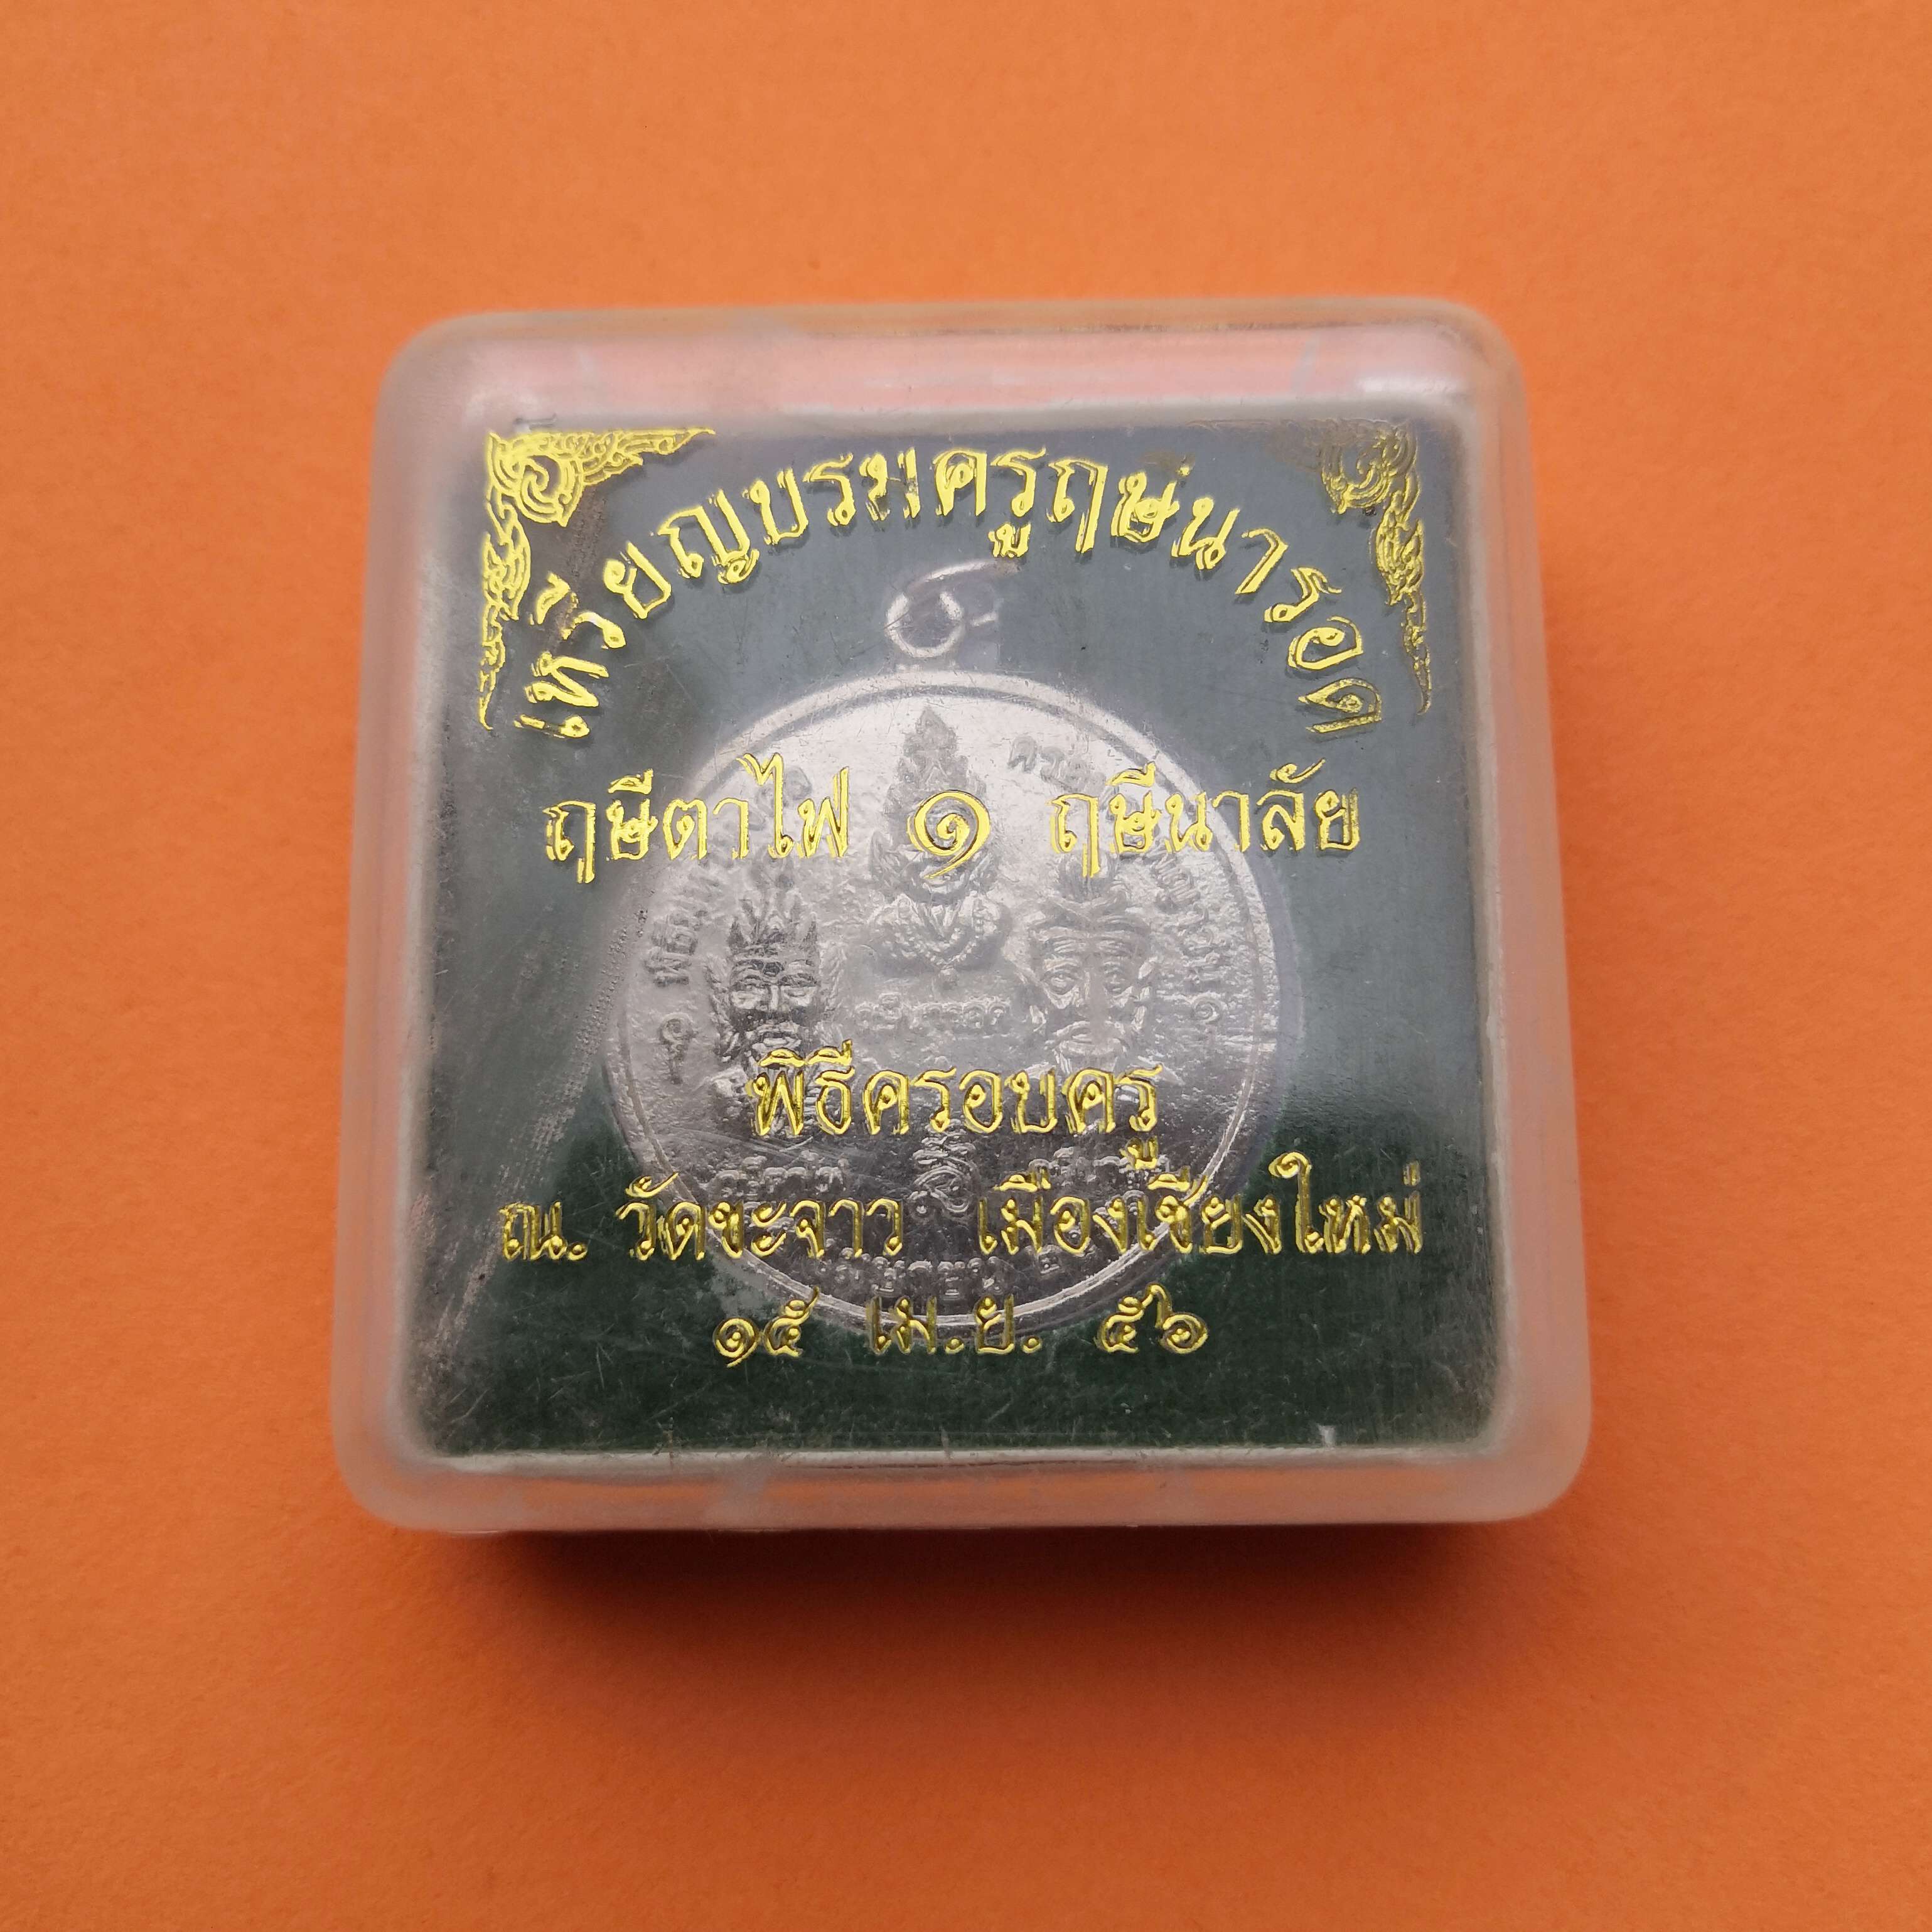 เหรียญบรมครูฤษีนารอด
ฤษีตาไฟ ๑ ฤษีนาลัย
พิธีครอบครู
ณ. วัดขะจาว เมืองเชียงใหม่
๑๕ เม.ย. ๕๖